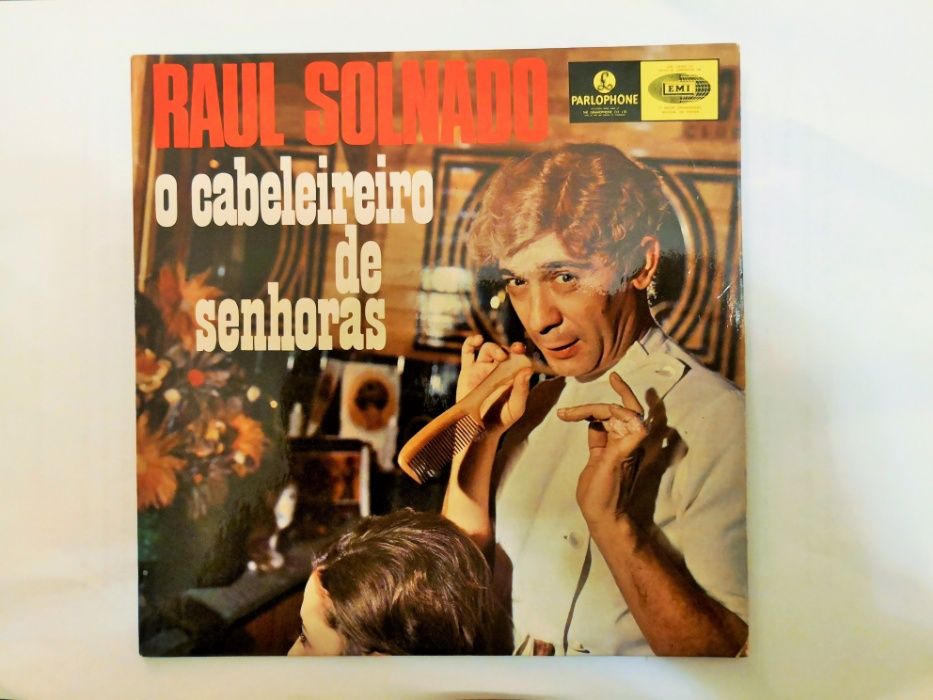 RAUL SOLNADO
o cabeleireiro
de
senhoras
PARLOPHONE
EMI